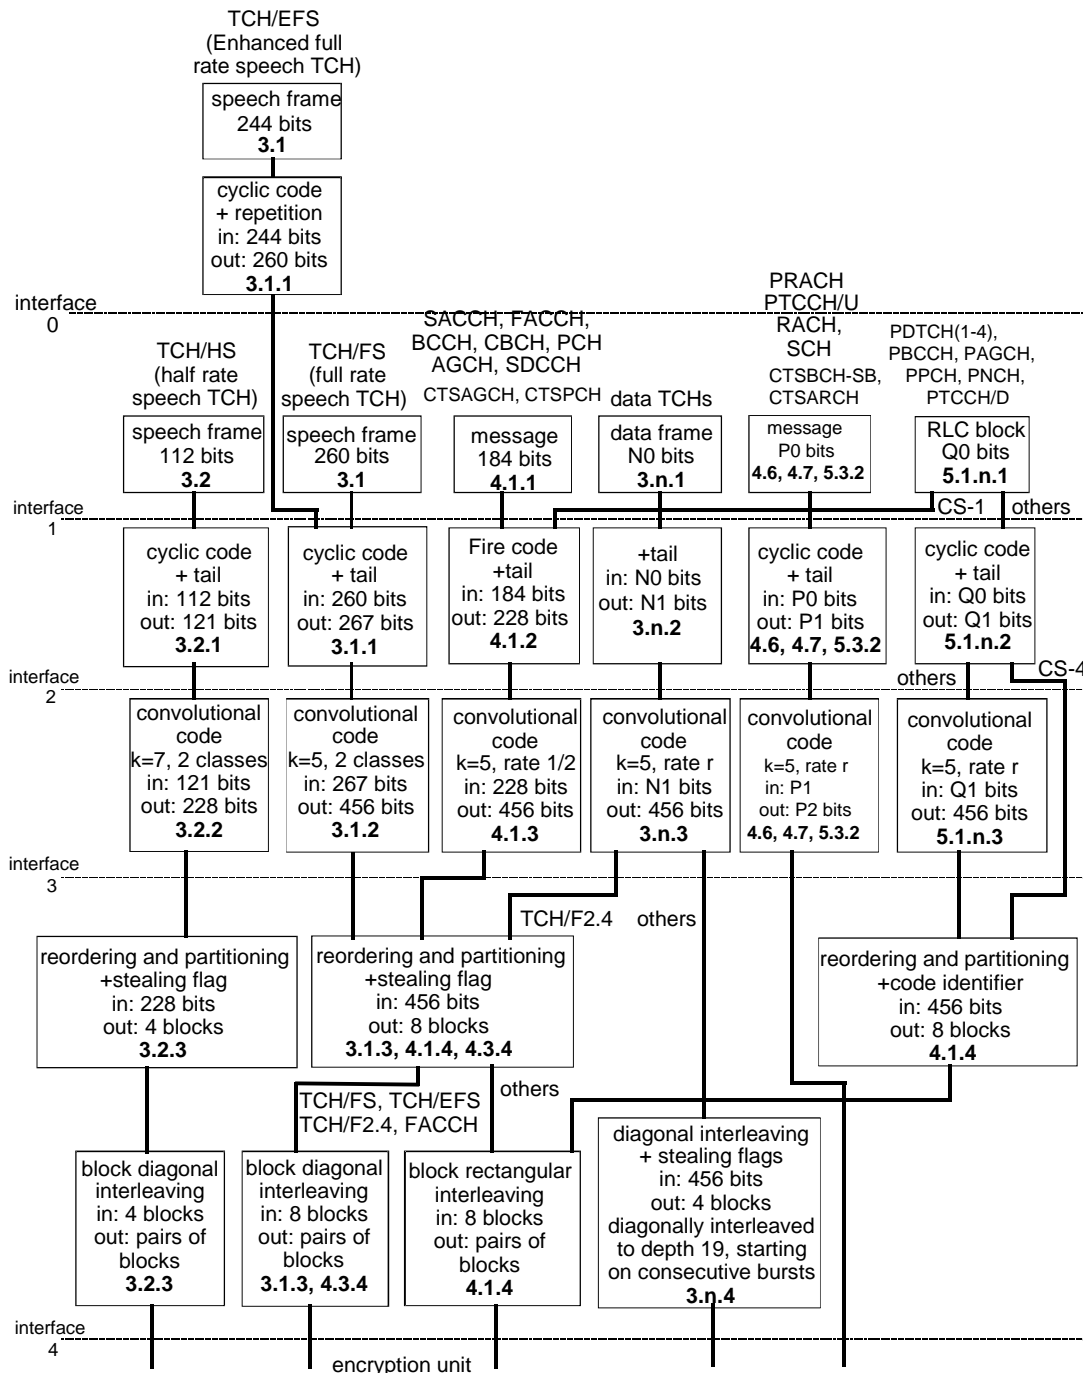 TCH/EFS
(Enhanced full
rate speech TCH)
speech frame
244 bits
3.1
cyclic code
+ repetition
in: 244 bits
out: 260 bits
3.1.1
interface
0
TCH/HS
(half rate
speech TCH)
TCH/FS
(full rate
speech TCH)
SACCH, FACCH,
BCCH, CBCH, PCH
AGCH, SDCCH
CTSAGCH, CTSPCH
data TCHs
PRACH
PTCCH/U
RACH,
SCH
CTSBCH-SB,
CTSARCH
PDTCH(1-4),
PBCCH, PAGCH,
PPCH, PNCH,
PTCCH/D
speech frame
112 bits
3.2
speech frame
260 bits
3.1
message
184 bits
4.1.1
data frame
N0 bits
3.n.1
message
P0 bits
4.6, 4.7, 5.3.2
RLC block
Q0 bits
5.1.n.1
interface
1
CS-1
others
cyclic code
+ tail
in: 112 bits
out: 121 bits
3.2.1
cyclic code
+ tail
in: 260 bits
out: 267 bits
3.1.1
Fire code
+tail
in: 184 bits
out: 228 bits
4.1.2
+tail
in: N0 bits
out: N1 bits
3.n.2
cyclic code
+ tail
in: P0 bits
out: P1 bits
4.6, 4.7, 5.3.2
cyclic code
+ tail
in: Q0 bits
out: Q1 bits
5.1.n.2
interface
2
others
CS-4
convolutional
code
k=7, 2 classes
in: 121 bits
out: 228 bits
3.2.2
convolutional
code
k=5, 2 classes
in: 267 bits
out: 456 bits
3.1.2
convolutional
code
k=5, rate 1/2
in: 228 bits
out: 456 bits
4.1.3
convolutional
code
k=5, rate r
in: N1 bits
out: 456 bits
3.n.3
convolutional
code
k=5, rate r
in: P1
out: P2 bits
4.6, 4.7, 5.3.2
convolutional
code
k=5, rate r
in: Q1 bits
out: 456 bits
5.1.n.3
interface
3
TCH/F2.4
others
reordering and partitioning
+stealing flag
in: 228 bits
out: 4 blocks
3.2.3
reordering and partitioning
+stealing flag
in: 456 bits
out: 8 blocks
3.1.3, 4.1.4, 4.3.4
reordering and partitioning
+code identifier
in: 456 bits
out: 8 blocks
4.1.4
TCH/FS, TCH/EFS
TCH/F2.4, FACCH
others
block diagonal
interleaving
in: 4 blocks
out: pairs of
blocks
3.2.3
block diagonal
interleaving
in: 8 blocks
out: pairs of
blocks
3.1.3, 4.3.4
block rectangular
interleaving
in: 8 blocks
out: pairs of
blocks
4.1.4
diagonal interleaving
+ stealing flags
in: 456 bits
out: 4 blocks
diagonally interleaved
to depth 19, starting
on consecutive bursts
3.n.4
interface
4
encryption unit